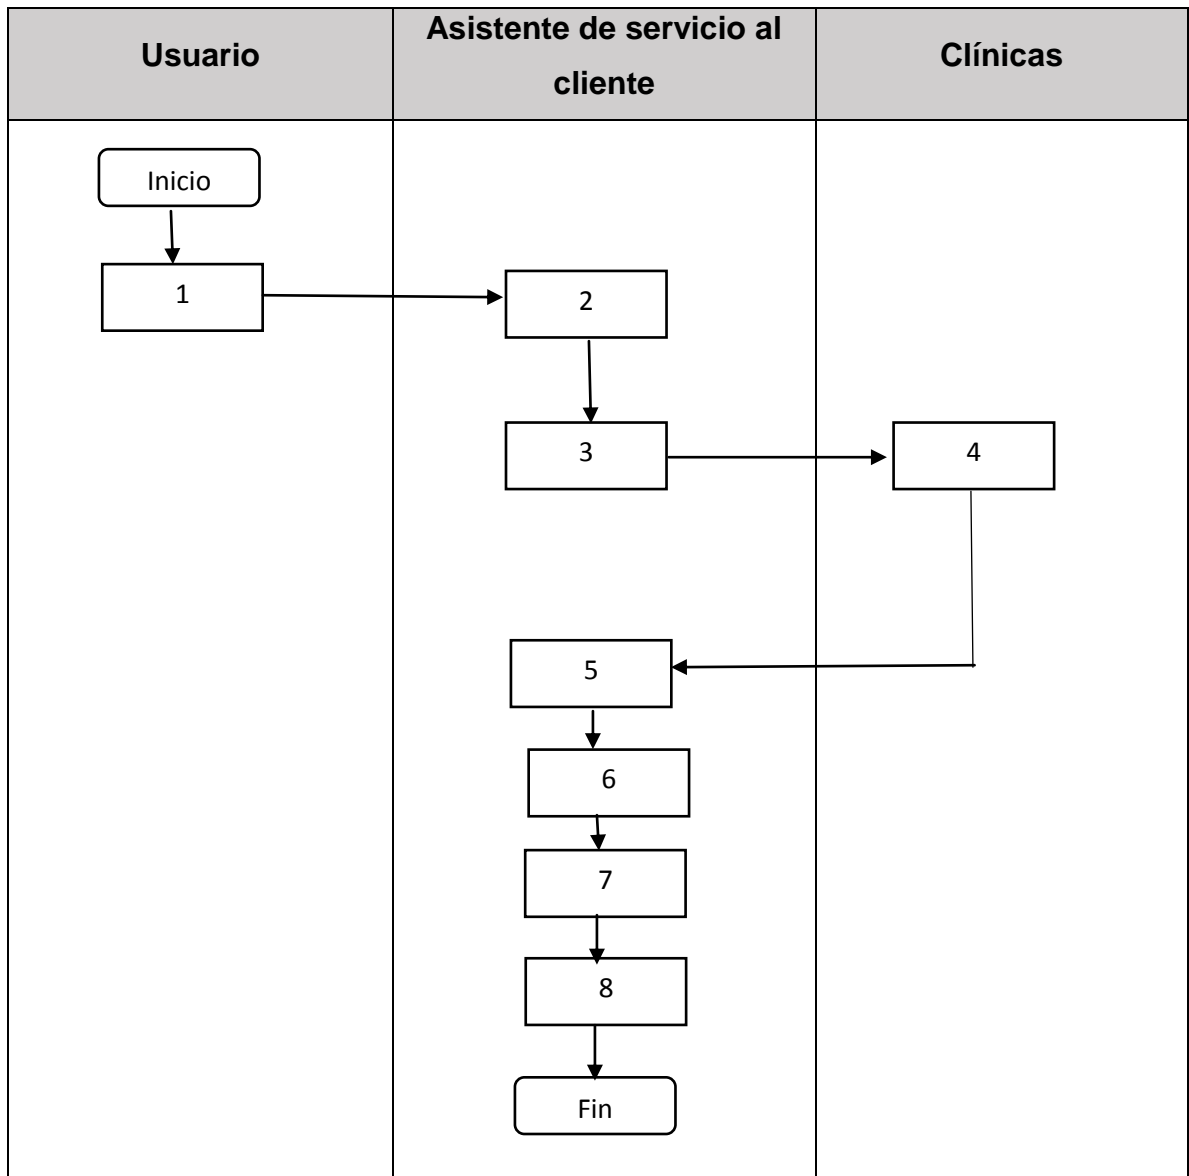 Usuario
Asistente de servicio al
cliente
Clínicas
Inicio
1
2
3
4
5
6
7
8
Fin